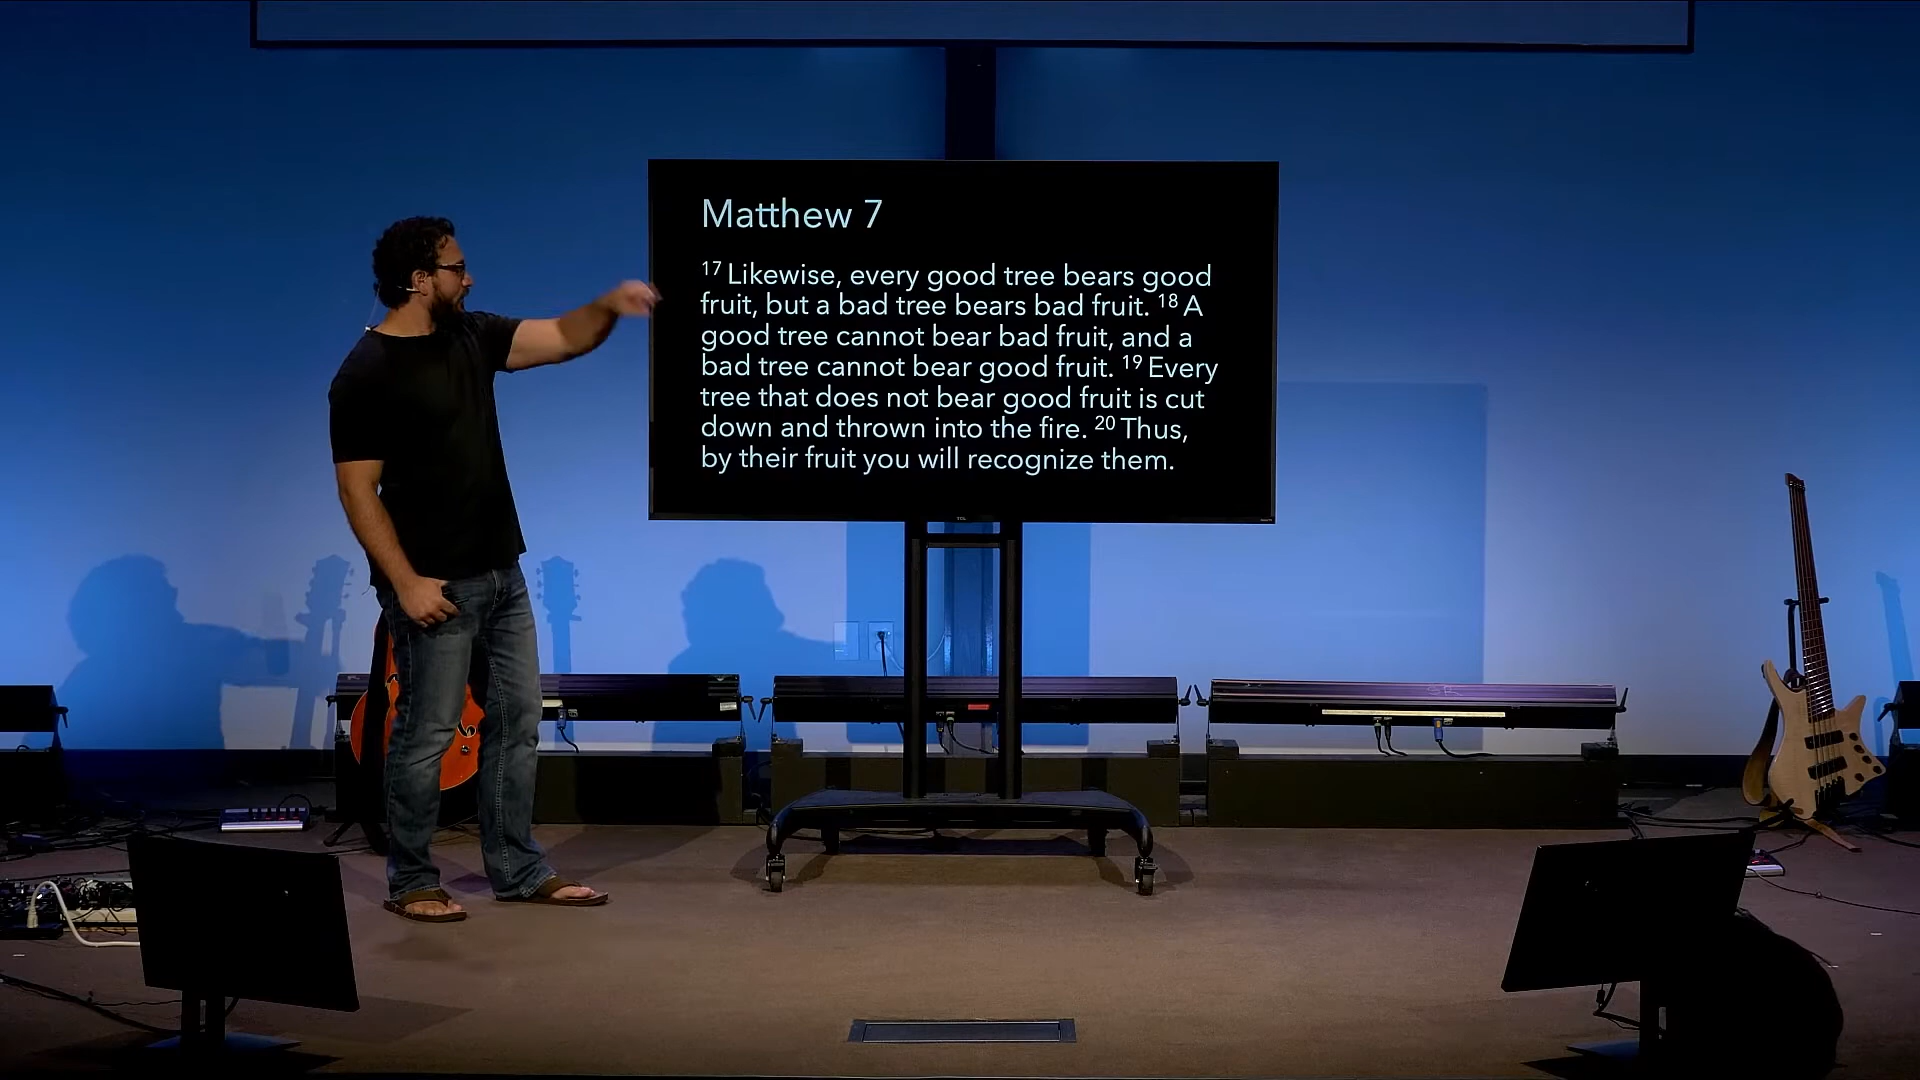 Matthew 7
17 Likewise, every good tree bears good
fruit, but a bad tree bears bad fruit. 18 A
good tree cannot bear bad fruit, and a
bad tree cannot bear good fruit. 19 Every
tree that does not bear good fruit is cut
down and thrown into the fire. 20 Thus,
by their fruit you will recognize them.
TCL